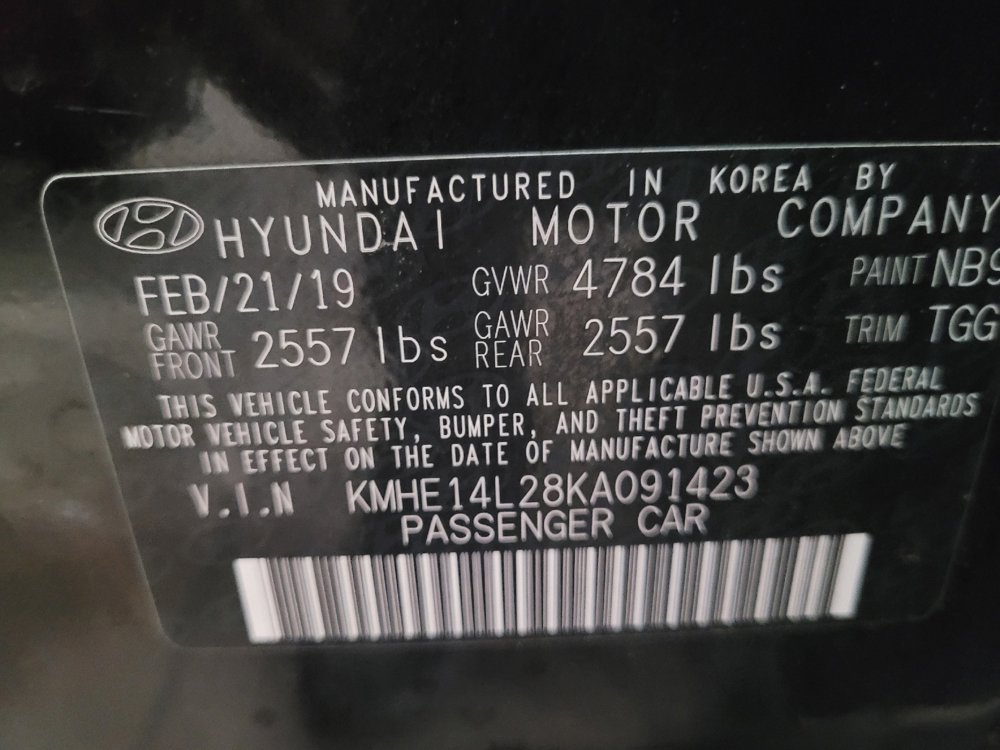 MANUFACTURED IN KOREA BY
HYUNDAI MOTOR COMPANY
FEB/21/19 GVWR 4784 lbs PAINT NB9
GAWR FRONT 2557 lbs GAWR REAR 2557 lbs TRIM TGG
THIS VEHICLE CONFORMS TO ALL APPLICABLE U.S.A. FEDERAL
MOTOR VEHICLE SAFETY, BUMPER, AND THEFT PREVENTION STANDARDS
IN EFFECT ON THE DATE OF MANUFACTURE SHOWN ABOVE
V.I.N KMHE14L28KA091423
PASSENGER CAR